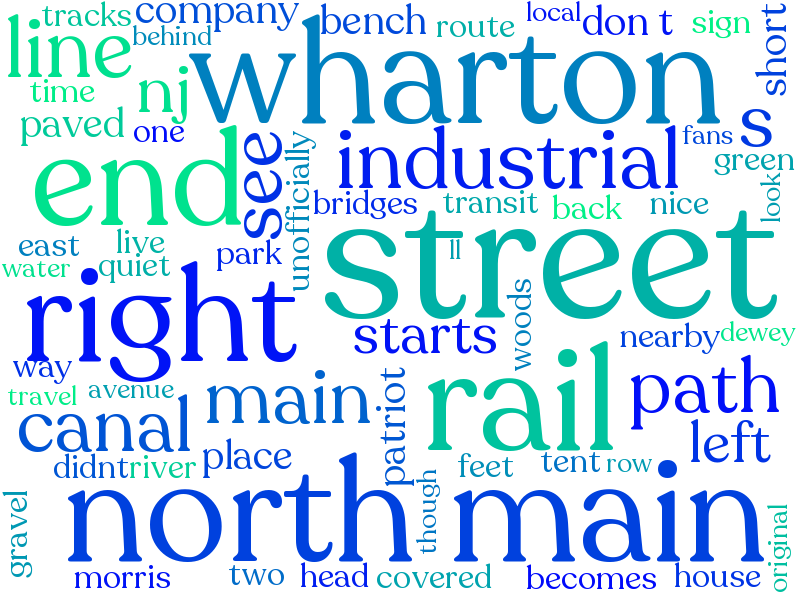 tracks company bench route local don t sign short
behind
line nj wharton
time
paved one s
end see unofficially industrial fans green
bridges transit back nice look
east live park ll street
water quiet
right starts woods nearby dewey
way
travel avenue main patriot rail path
canal left
didnt river place feet tent row
gravel north though main original
morris two head covered becomes house